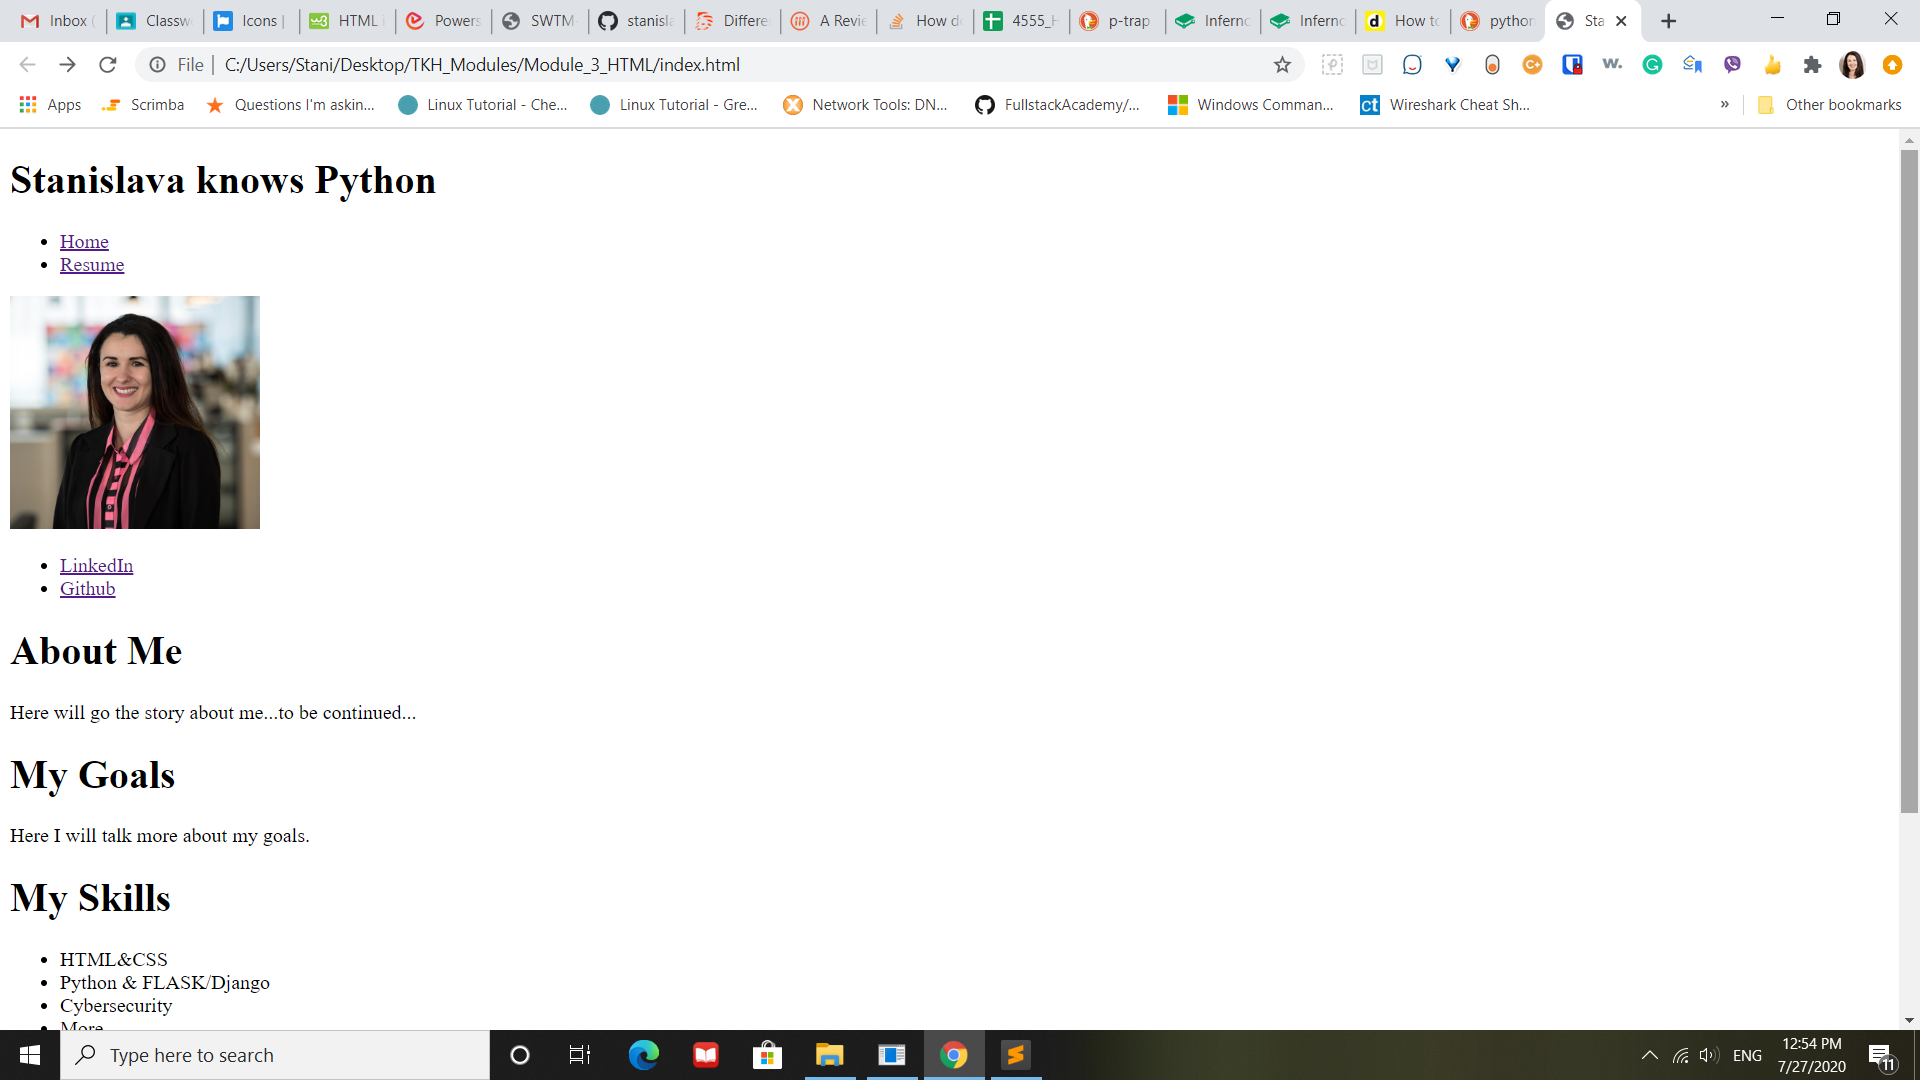 Inbox (
Classw
Icons |
HTML i
Powers
SWTM-
stanisla
Differe
A Revie
How do
4555_H
p-trap
Inferno
Inferno
How to
python
Sta
File
C:/Users/Stani/Desktop/TKH_Modules/Module_3_HTML/index.html
Apps
Scrimba
Questions I'm askin...
Linux Tutorial - Che...
Linux Tutorial - Gre...
Network Tools: DN...
FullstackAcademy/...
Windows Comman...
ct
Wireshark Cheat Sh...
»
Other bookmarks
Stanislava knows Python
• Home
• Resume
• LinkedIn
• Github
About Me
Here will go the story about me...to be continued...
My Goals
Here I will talk more about my goals.
My Skills
• HTML&CSS
• Python & FLASK/Django
• Cybersecurity
• More
Type here to search
ENG
12:54 PM
7/27/2020
11